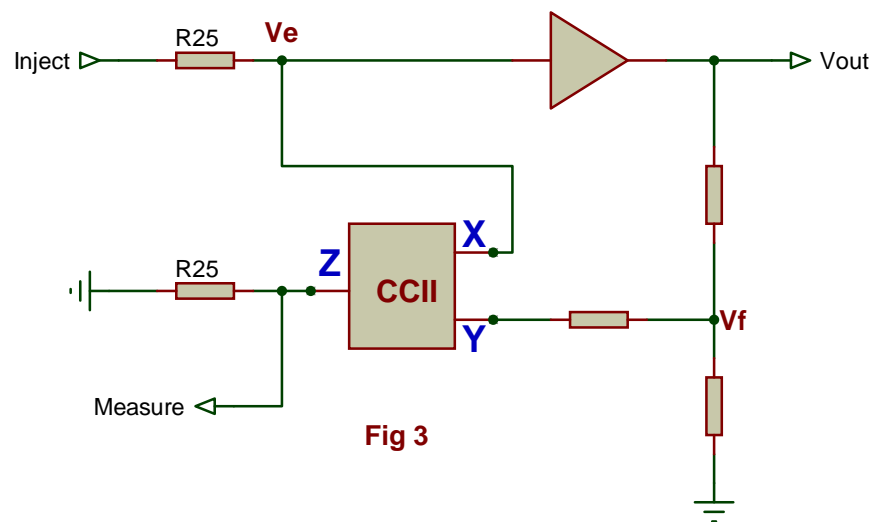 R25
Ve
Inject
Vout
X
R25
Z
CCII
Y
Vf
Measure
Fig 3